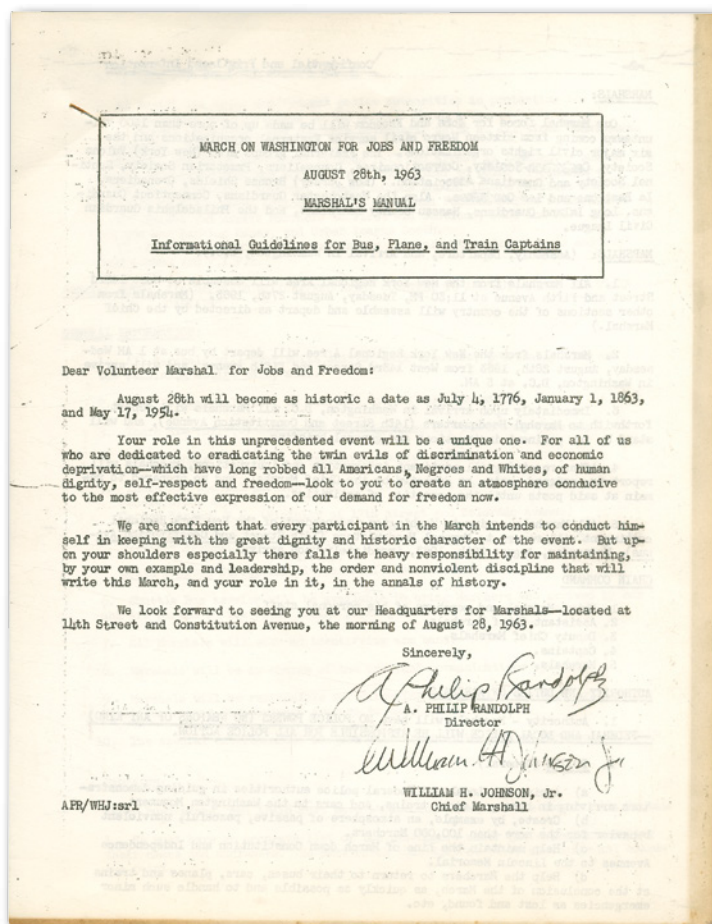 MARCH ON WASHINGTON FOR JOBS AND FREEDOM
AUGUST 28th, 1963
MARSHAL'S MANUAL
Informational Guidelines for Bus, Plane, and Train Captains
Dear Volunteer Marshal for Jobs and Freedom:
August 28th will become as historic a date as July 4, 1776, January 1, 1863,
and May 17, 1954.
Your role in this unprecedented event will be a unique one. For all of us
who are dedicated to eradicating the twin evils of discrimination and economic
deprivation—which have long robbed all Americans, Negroes and Whites, of human
dignity, self-respect and freedom—look to you to create an atmosphere conducive
to the most effective expression of our demand for freedom now.
We are confident that every participant in the March intends to conduct him-
self in keeping with the great dignity and historic character of the event. But up-
on your shoulders especially there falls the heavy responsibility for maintaining,
by your own example and leadership, the order and nonviolent discipline that will
write this March, and your role in it, in the annals of history.
We look forward to seeing you at our Headquarters for Marshals—located at
14th Street and Constitution Avenue, the morning of August 28, 1963.
Sincerely,
A Philip Randolph
A. PHILIP RANDOLPH
Director
William H Johnson Jr.
WILLIAM H. JOHNSON, Jr.
Chief Marshall
APR/WHJ:srl